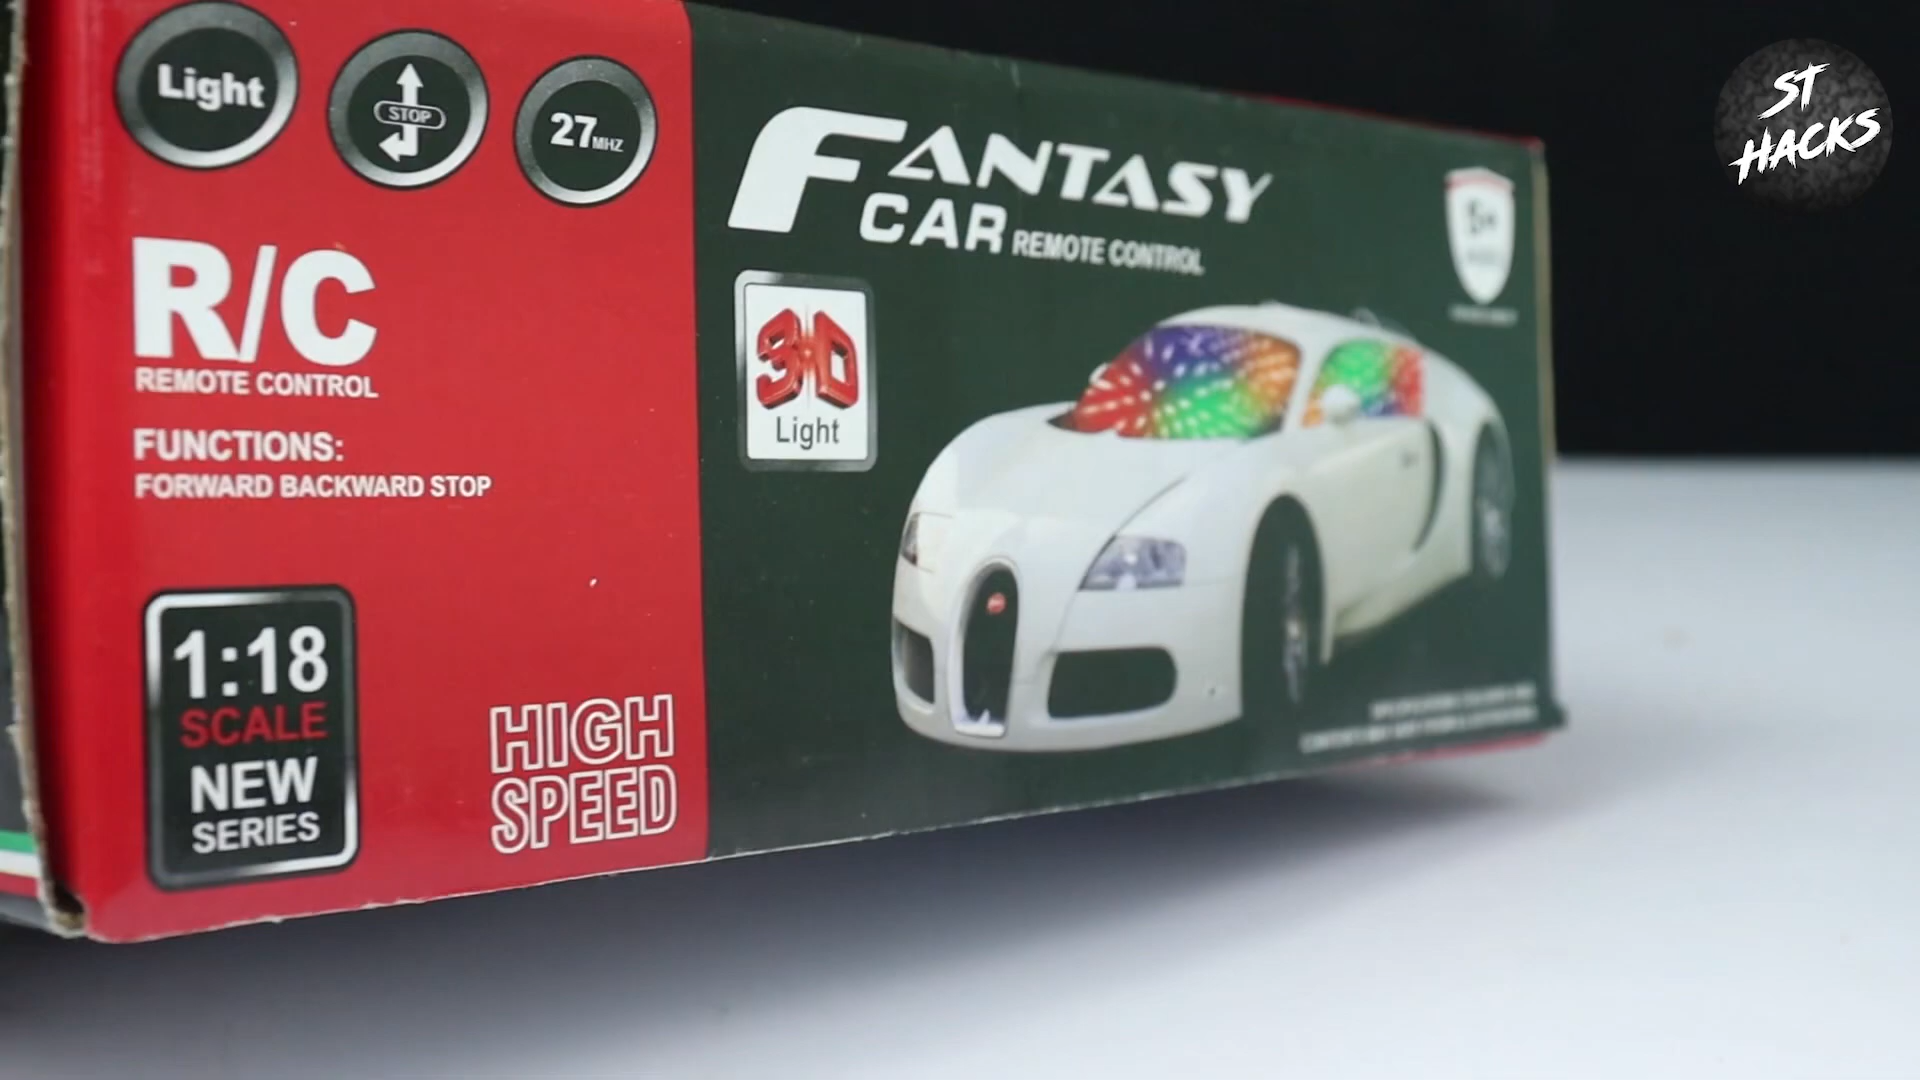 Light
STOP
27MHZ
R/C
REMOTE CONTROL
FUNCTIONS:
FORWARD BACKWARD STOP
1:18
SCALE
NEW
SERIES
HIGH
SPEED
FANTASY
CAR REMOTE CONTROL
3D
Light
ST
HACKS